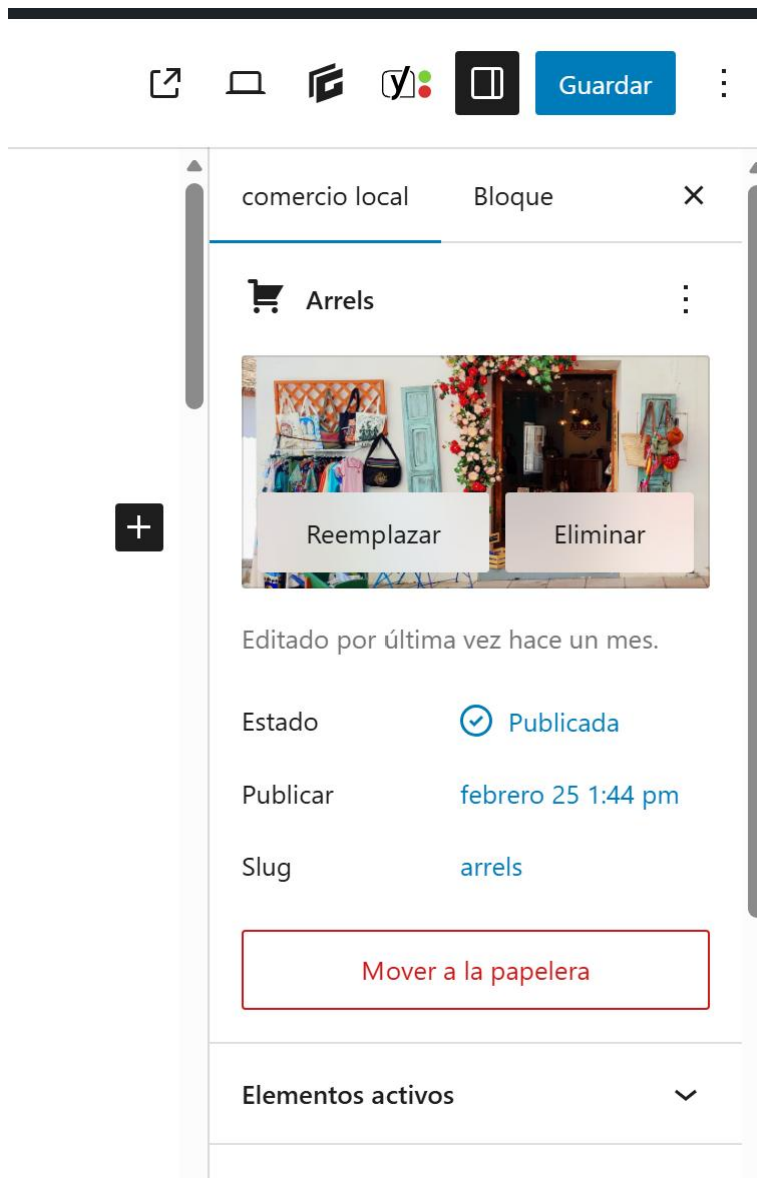 Guardar
comercio local Bloque
Arrels
Reemplazar Eliminar
Editado por última vez hace un mes.
Estado Publicada
Publicar febrero 25 1:44 pm
Slug arrels
Mover a la papelera
Elementos activos